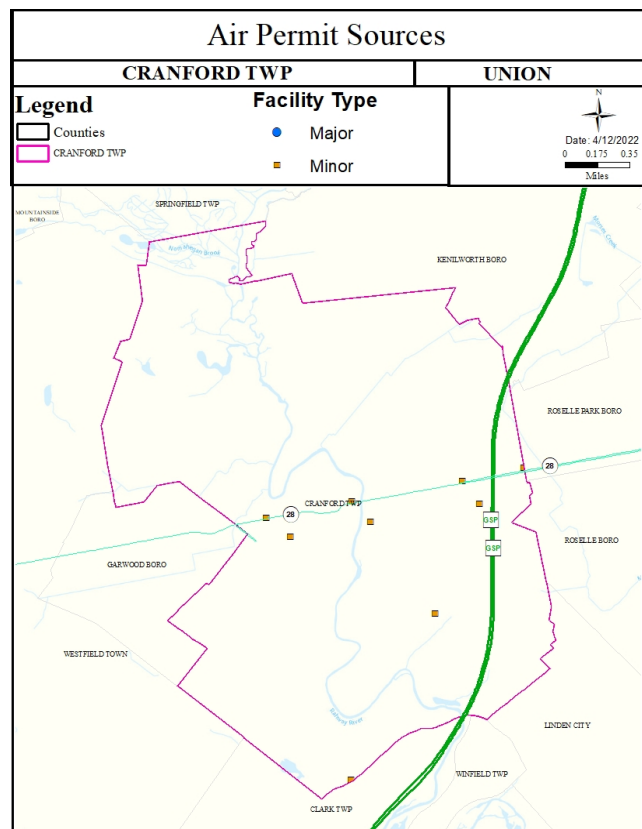 Air Permit Sources
CRANFORD TWP
UNION
Legend
Counties
CRANFORD TWP
Facility Type
Major
Minor
N
Date: 4/12/2022
0 0.175 0.35
Miles
SPRINGFIELD TWP
MOUNTAINSIDE
BORO
KENILWORTH BORO
ROSELLE PARK BORO
28
CRANFORD TWP
28
GSP
GSP
ROSELLE BORO
GARWOOD BORO
WESTFIELD TOWN
Rahway River
LINDEN CITY
WINFIELD TWP
CLARK TWP